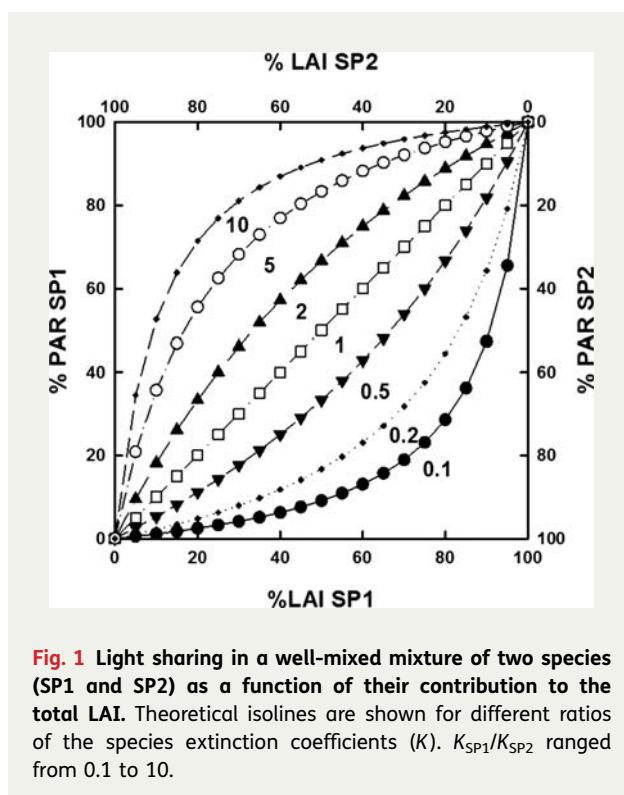 % LAI SP2
100 80 60 40 20 0
100 0
80 20
60 40
40 60
20 80
0 100
% PAR SP1
% PAR SP2
10
5
2
1
0.5
0.2
0.1
0 20 40 60 80 100
%LAI SP1
Fig. 1 Light sharing in a well-mixed mixture of two species
(SP1 and SP2) as a function of their contribution to the
total LAI. Theoretical isolines are shown for different ratios
of the species extinction coefficients (K). KSP1/KSP2 ranged
from 0.1 to 10.